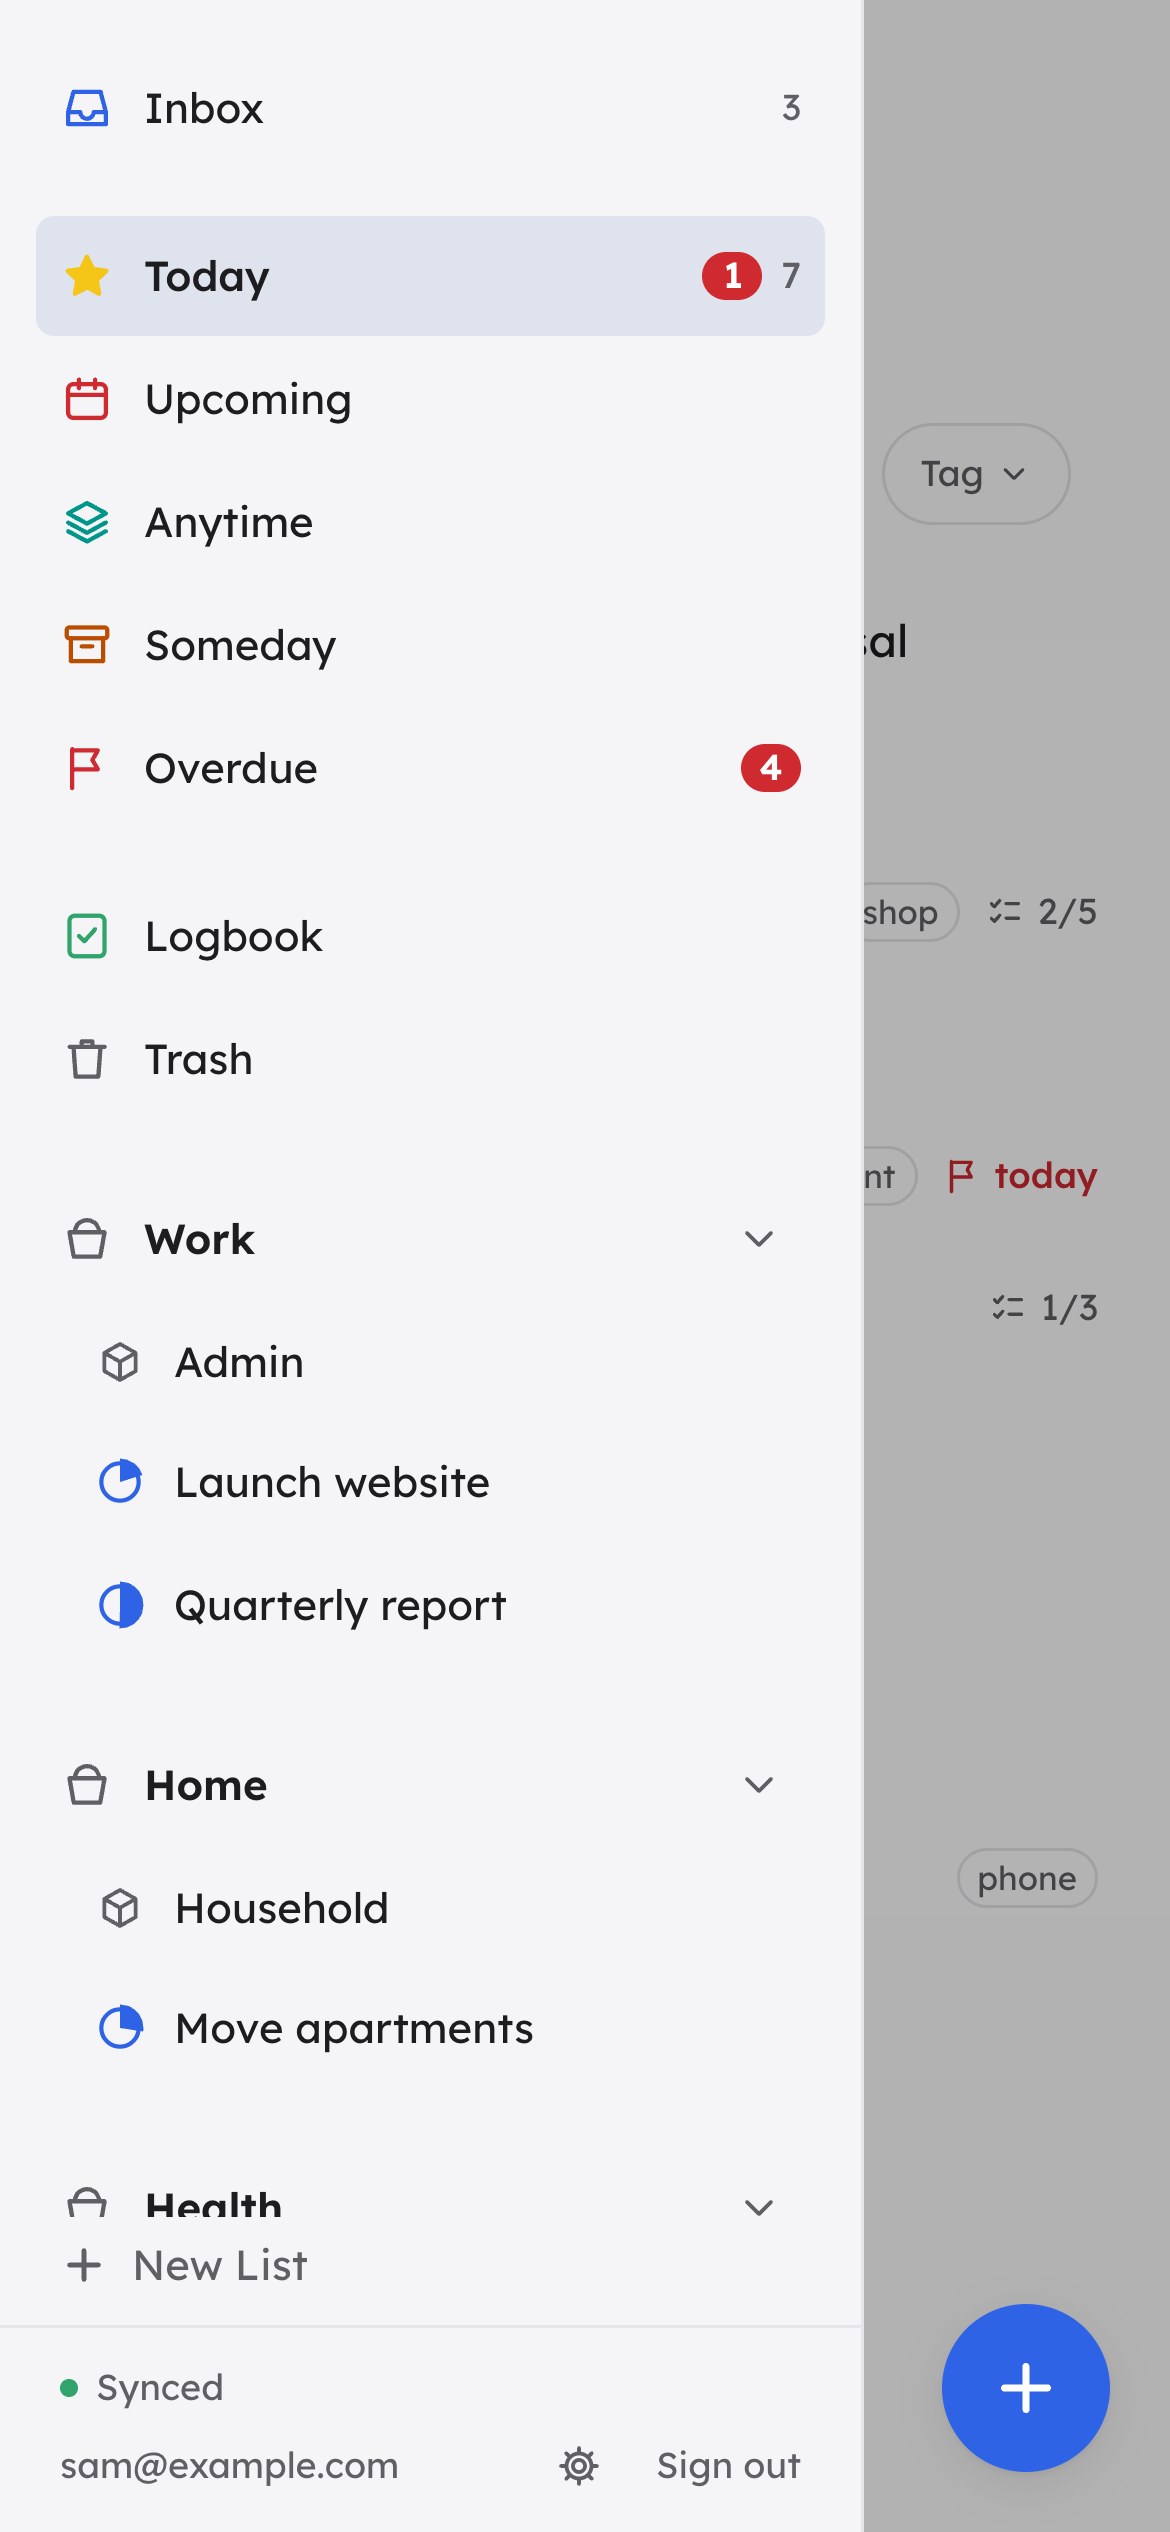 Inbox 3
Today 1 7
Upcoming
Tag
Anytime
Someday
Overdue 4
shop 2/5
Logbook
Trash
today
Work
1/3
Admin
Launch website
Quarterly report
Home
phone
Household
Move apartments
Health
New List
Synced
sam@example.com Sign out